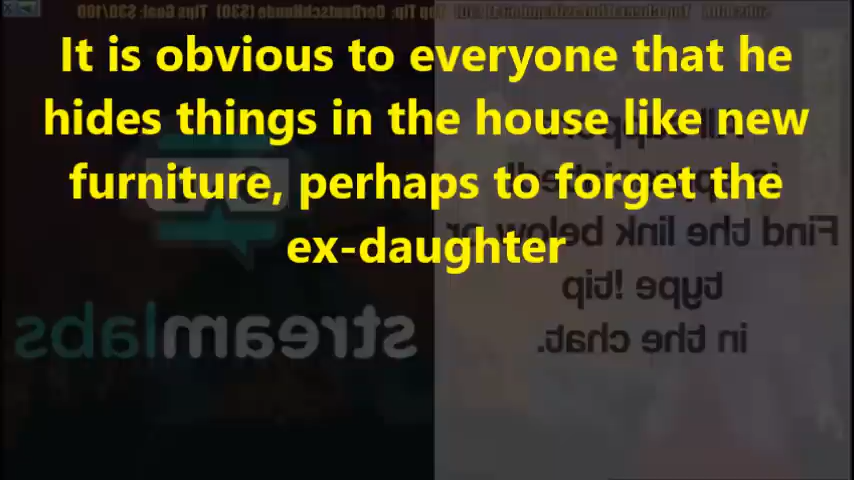 It is obvious to everyone that he
hides things in the house like new
furniture, perhaps to forget the
ex-daughter
Find the link below or
type !tip
in the chat.
streamlabs